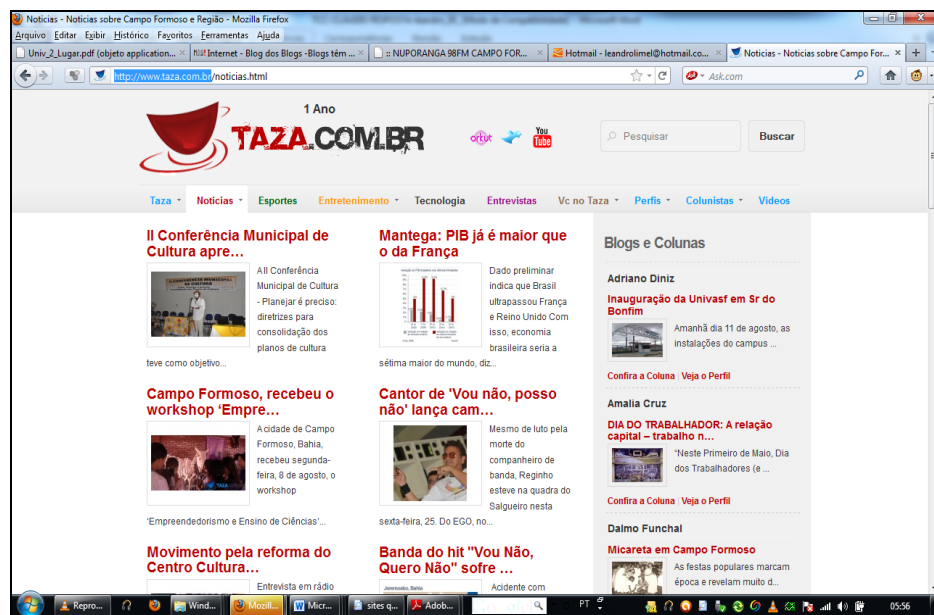 Noticias - Noticias sobre Campo Formoso e Região - Mozilla Firefox
Arquivo Editar Exibir Histórico Favoritos Ferramentas Ajuda
Univ_2_Lugar.pdf (objeto application...
Internet - Blog dos Blogs -Blogs têm ...
:: NUPORANGA 98FM CAMPO FOR...
Hotmail - leandrolimel@hotmail.co...
Noticias - Noticias sobre Campo For...
http://www.taza.com.br/noticias.html
Ask.com
1 Ano
TAZA.COM.BR
orkut
You Tube
Pesquisar
Buscar
Taza Noticias Esportes Entretenimento Tecnologia Entrevistas Vc no Taza Perfis Colunistas Videos
II Conferência Municipal de
Cultura apre...
A II Conferência
Municipal de Cultura
- Planejar é preciso:
diretrizes para
consolidação dos
planos de cultura
teve como objetivo...
Mantega: PIB já é maior que
o da França
Dado preliminar
indica que Brasil
ultrapassou França
e Reino Unido Com
isso, economia
brasileira seria a
sétima maior do mundo, diz...
Campo Formoso, recebeu o
workshop ‘Empre...
A cidade de Campo
Formoso, Bahia,
recebeu segunda-
feira, 8 de agosto, o
workshop
‘Empreendedorismo e Ensino de Ciências’...
Cantor de 'Vou não, posso
não' lança cam...
Mesmo de luto pela
morte do
companheiro de
banda, Reginho
esteve na quadra do
Salgueiro nesta
sexta-feira, 25. Do EGO, no...
Movimento pela reforma do
Centro Cultura...
Entrevista em rádio
Banda do hit "Vou Não,
Quero Não" sofre ...
Acidente com
Blogs e Colunas
Adriano Diniz
Inauguração da Univasf em Sr do
Bonfim
Amanhã dia 11 de agosto, as
instalações do campus ...
Confira a Coluna | Veja o Perfil
Amalia Cruz
DIA DO TRABALHADOR: A relação
capital – trabalho n...
“Neste Primeiro de Maio, Dia
dos Trabalhadores (e ...
Confira a Coluna | Veja o Perfil
Dalmo Funchal
Micareta em Campo Formoso
As festas populares marcam
época e revelam muito d...
Repro... Wind... Mozill... Micr... sites q... Adob... PT 05:56